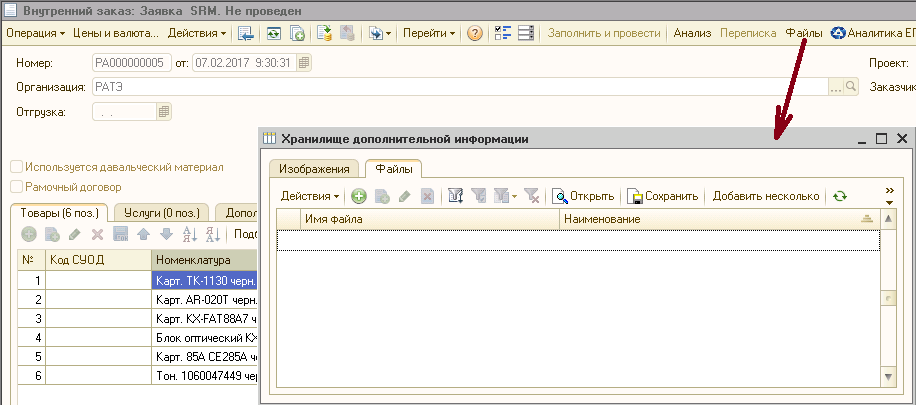 Внутренний заказ: Заявка SRM. Не проведен
Операция Цены и валюта... Действия Перейти Заполнить и провести Анализ Переписка Файлы Аналитика ЕГ
Номер: РА000000005 от: 07.02.2017 9:30:31 Проект:
Организация: РАТЭ ... Заказчик
Отгрузка: . .
Используется давальческий материал
Рамочный договор
Товары (6 поз.) Услуги (0 поз.) Допол
Подб
№ Код СУОД Номенклатура
1 Карт. TK-1130 черн.
2 Карт. AR-020T черн.
3 Карт. KX-FAT88A7 ч
4 Блок оптический KX
5 Карт. 85A CE285A че
6 Тон. 1060047449 черн
Хранилище дополнительной информации
Изображения Файлы
Действия Открыть Сохранить Добавить несколько
Имя файла Наименование